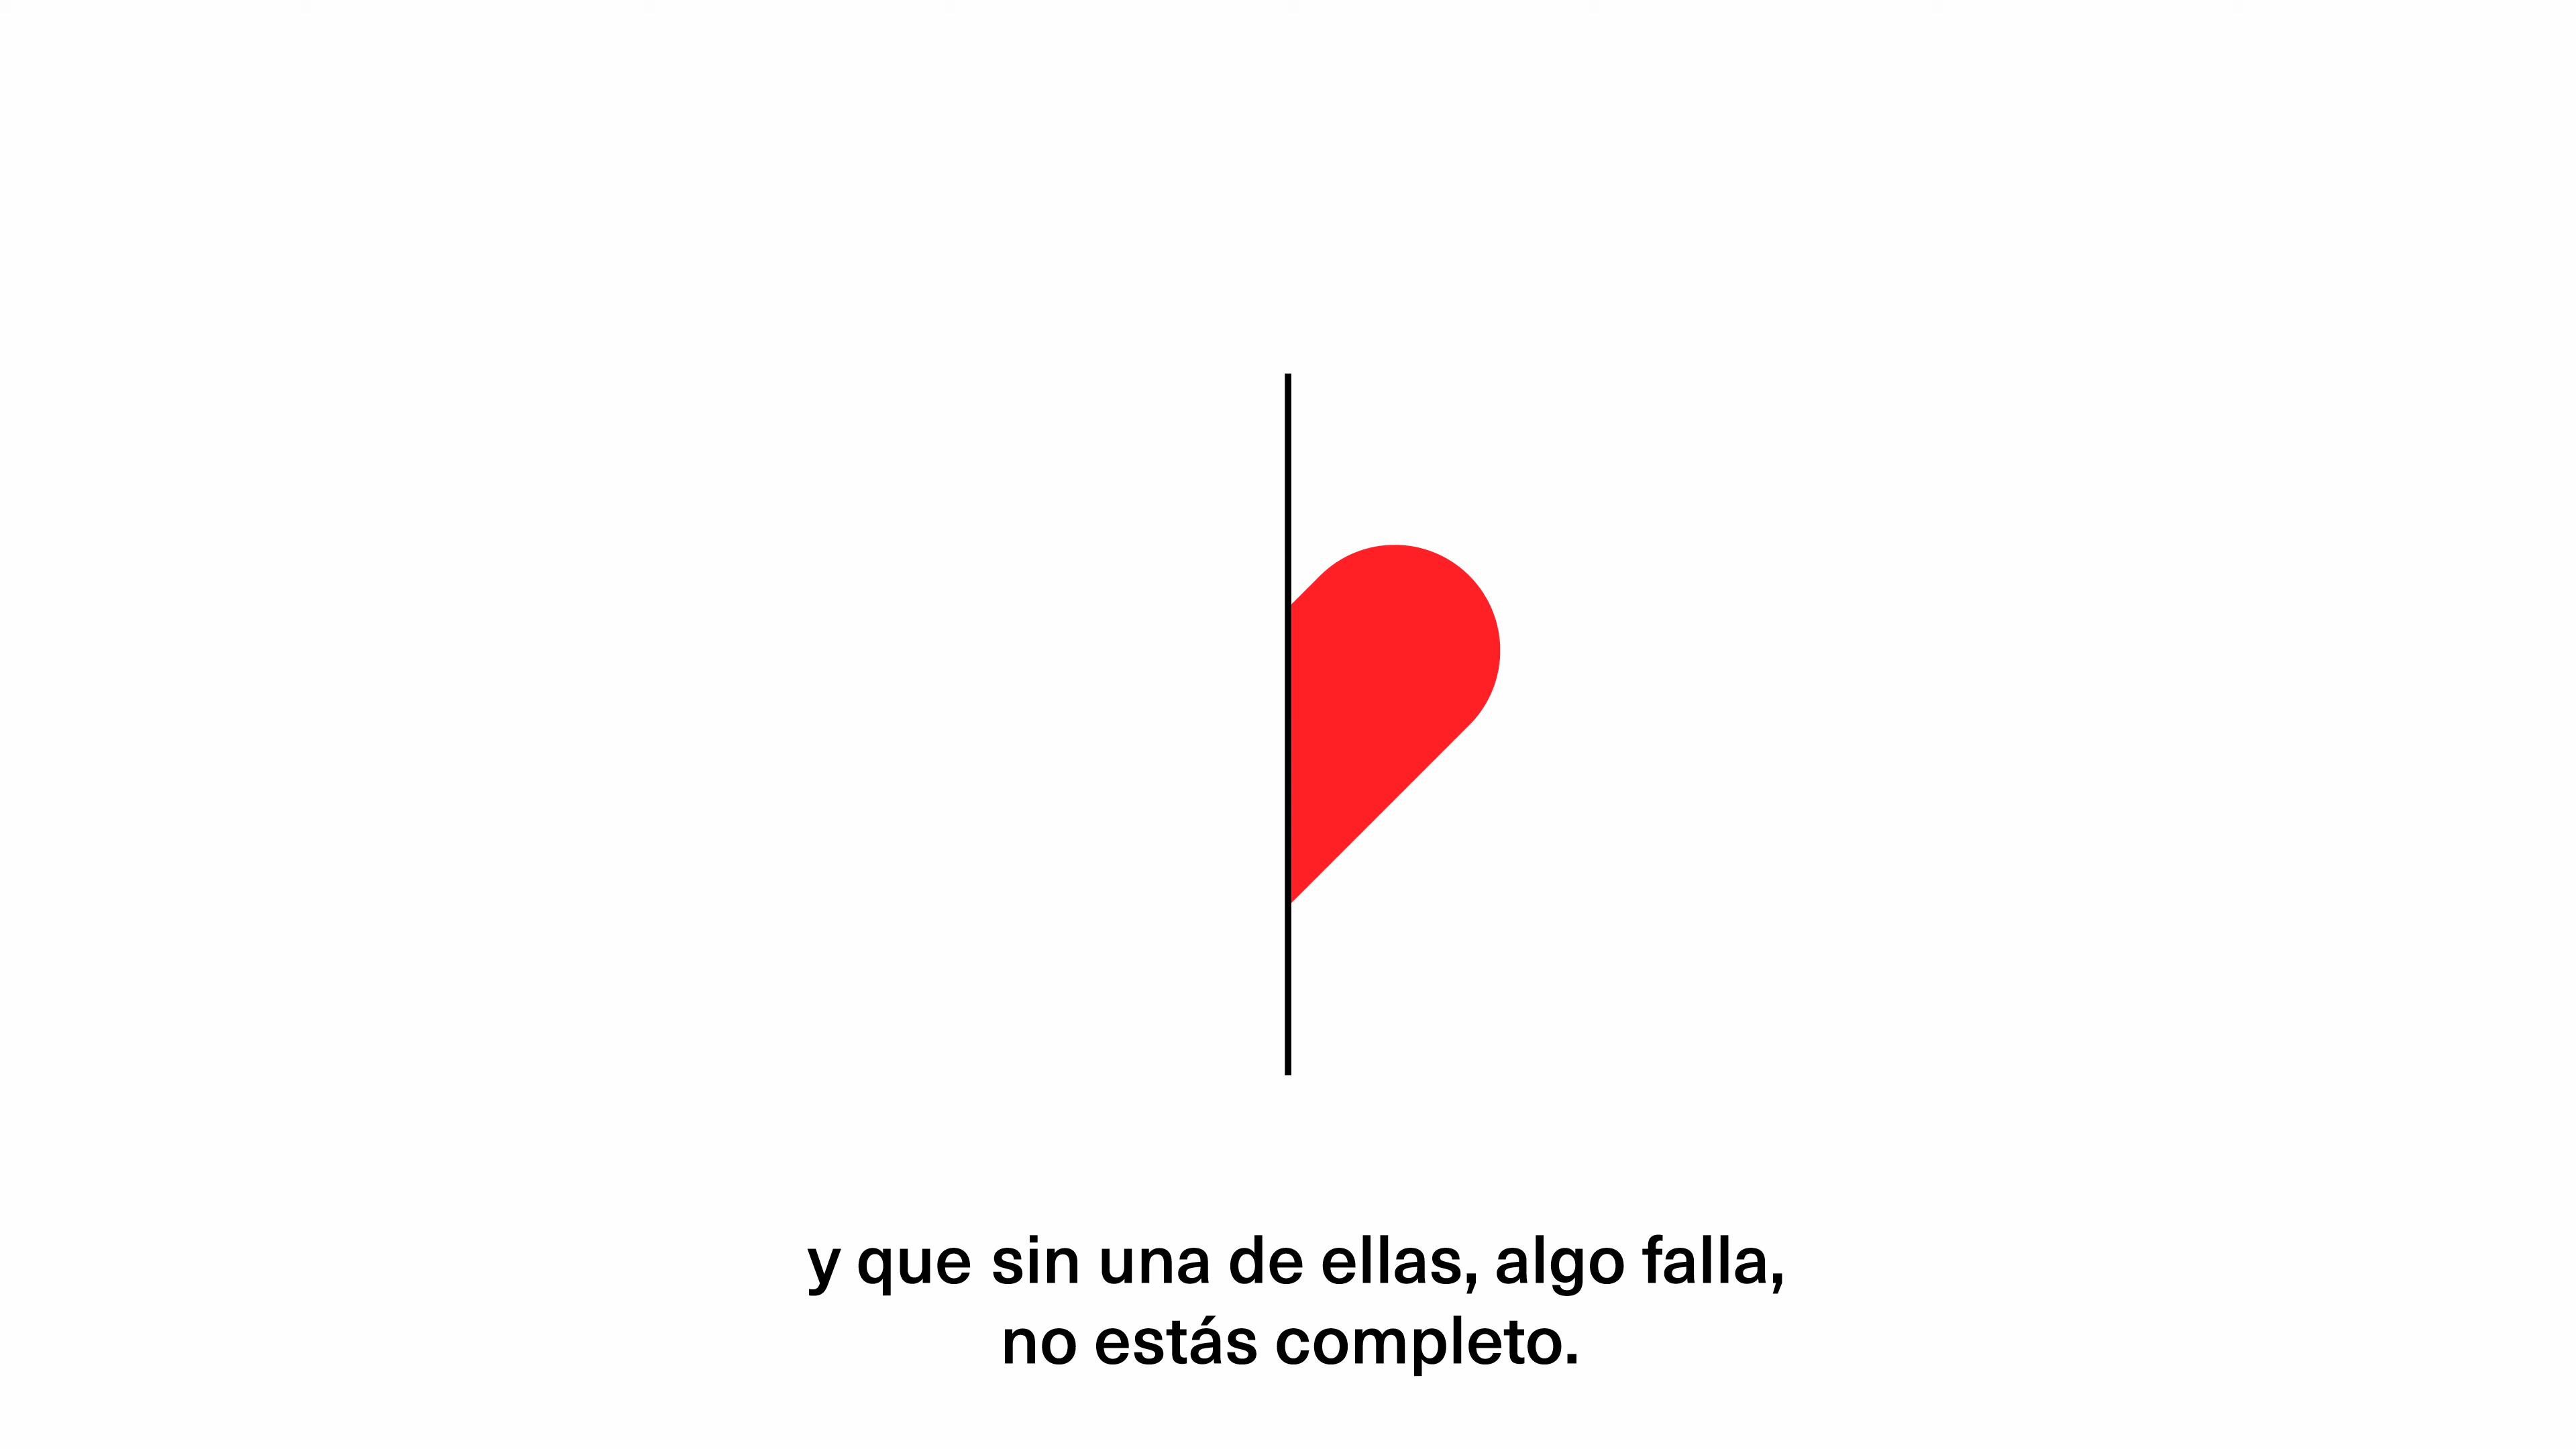 y que sin una de ellas, algo falla,
no estás completo.